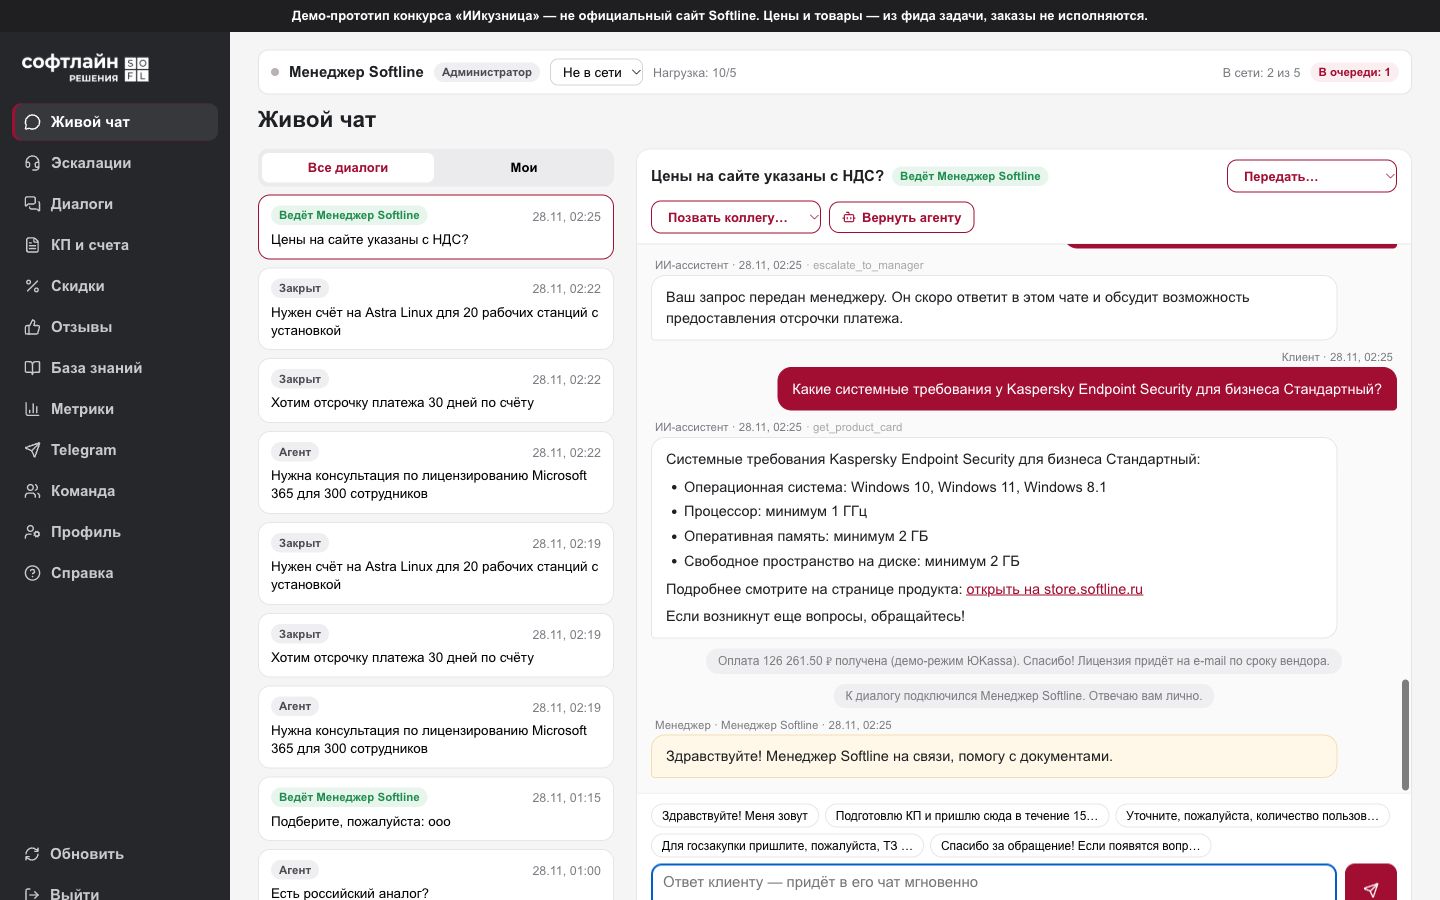 Демо-прототип конкурса «ИИкузница» — не официальный сайт Softline. Цены и товары — из фида задачи, заказы не исполняются.
софтлайн
РЕШЕНИЯ
SO
FL
Живой чат
Эскалации
Диалоги
КП и счета
Скидки
Отзывы
База знаний
Метрики
Telegram
Команда
Профиль
Справка
Обновить
Выйти
Менеджер Softline Администратор Не в сети Нагрузка: 10/5 В сети: 2 из 5 В очереди: 1
Живой чат
Все диалоги Мои
Ведёт Менеджер Softline 28.11, 02:25
Цены на сайте указаны с НДС?
Закрыт 28.11, 02:22
Нужен счёт на Astra Linux для 20 рабочих станций с
установкой
Закрыт 28.11, 02:22
Хотим отсрочку платежа 30 дней по счёту
Агент 28.11, 02:22
Нужна консультация по лицензированию Microsoft
365 для 300 сотрудников
Закрыт 28.11, 02:19
Нужен счёт на Astra Linux для 20 рабочих станций с
установкой
Закрыт 28.11, 02:19
Хотим отсрочку платежа 30 дней по счёту
Агент 28.11, 02:19
Нужна консультация по лицензированию Microsoft
365 для 300 сотрудников
Ведёт Менеджер Softline 28.11, 01:15
Подберите, пожалуйста: ооо
Агент 28.11, 01:00
Есть российский аналог?
Цены на сайте указаны с НДС? Ведёт Менеджер Softline Передать...
Позвать коллегу... Вернуть агенту
ИИ-ассистент · 28.11, 02:25 · escalate_to_manager
Ваш запрос передан менеджеру. Он скоро ответит в этом чате и обсудит возможность
предоставления отсрочки платежа.
Клиент · 28.11, 02:25
Какие системные требования у Kaspersky Endpoint Security для бизнеса Стандартный?
ИИ-ассистент · 28.11, 02:25 · get_product_card
Системные требования Kaspersky Endpoint Security для бизнеса Стандартный:
• Операционная система: Windows 10, Windows 11, Windows 8.1
• Процессор: минимум 1 ГГц
• Оперативная память: минимум 2 ГБ
• Свободное пространство на диске: минимум 2 ГБ
Подробнее смотрите на странице продукта: открыть на store.softline.ru
Если возникнут еще вопросы, обращайтесь!
Оплата 126 261.50 ₽ получена (демо-режим ЮKassa). Спасибо! Лицензия придёт на e-mail по сроку вендора.
К диалогу подключился Менеджер Softline. Отвечаю вам лично.
Менеджер · Менеджер Softline · 28.11, 02:25
Здравствуйте! Менеджер Softline на связи, помогу с документами.
Здравствуйте! Меня зовут Подготовлю КП и пришлю сюда в течение 15... Уточните, пожалуйста, количество пользов...
Для госзакупки пришлите, пожалуйста, ТЗ ... Спасибо за обращение! Если появятся вопр...
Ответ клиенту — придёт в его чат мгновенно